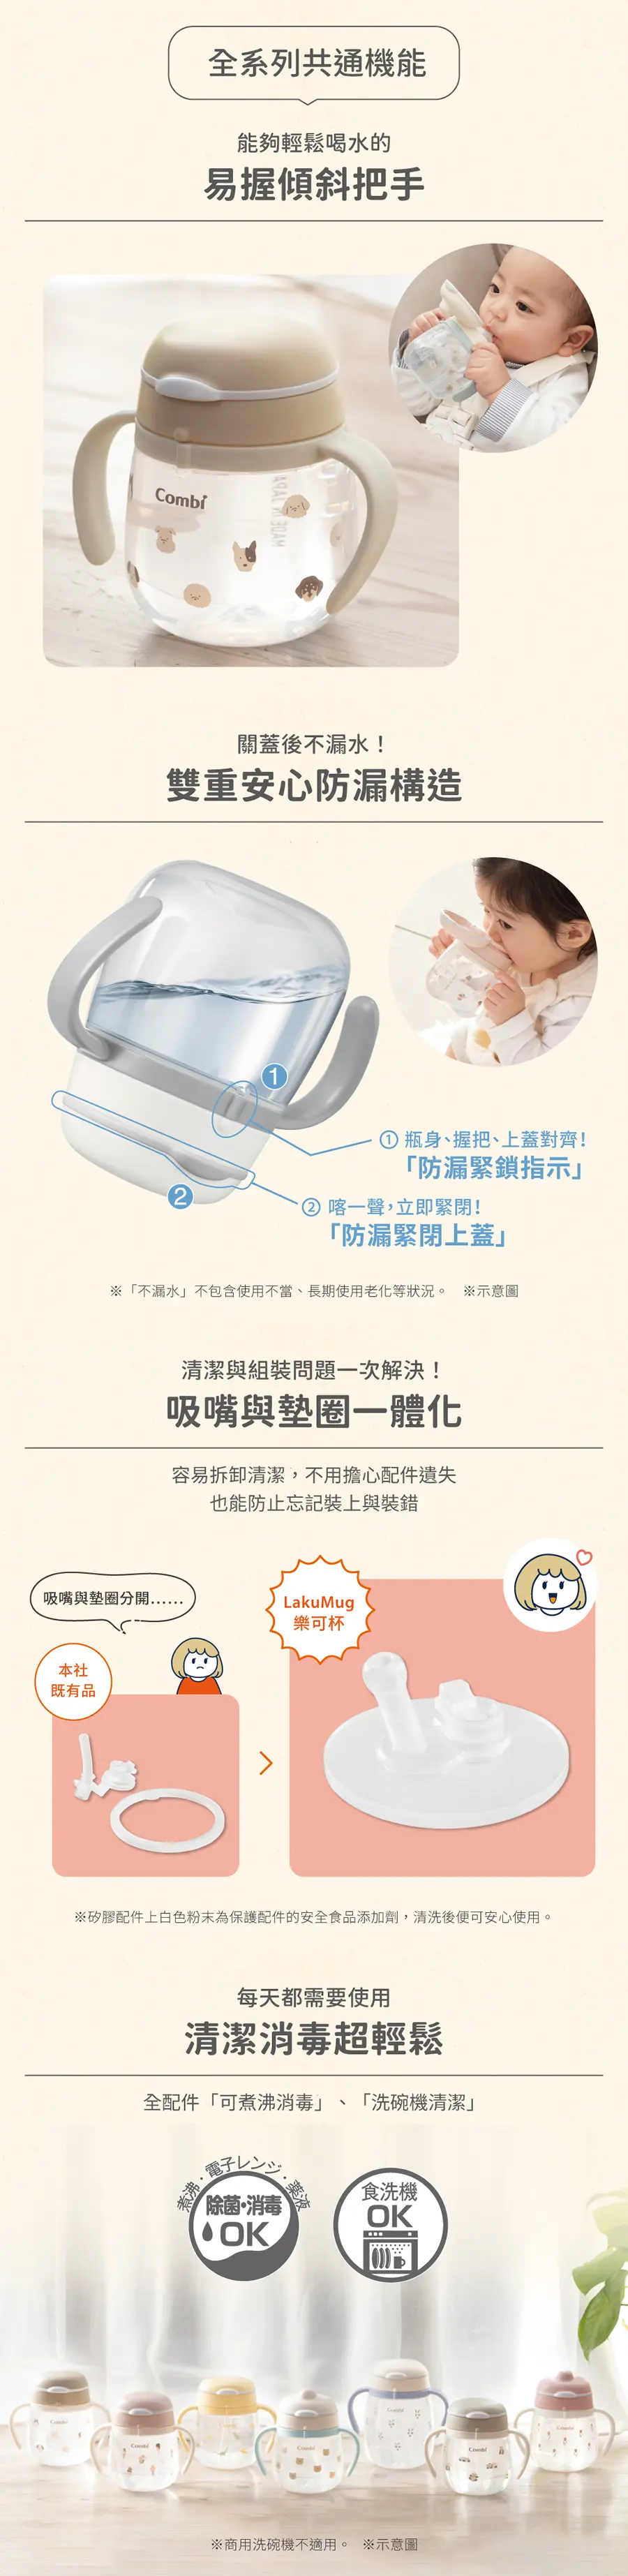 全系列共通機能
能夠輕鬆喝水的
易握傾斜把手
Combi
MADE IN JAPAN
關蓋後不漏水！
雙重安心防漏構造
1
① 瓶身、握把、上蓋對齊！
「防漏緊鎖指示」
2
② 喀一聲，立即緊閉！
「防漏緊閉上蓋」
※「不漏水」不包含使用不當、長期使用老化等狀況。 ※示意圖
清潔與組裝問題一次解決！
吸嘴與墊圈一體化
容易拆卸清潔，不用擔心配件遺失
也能防止忘記裝上與裝錯
吸嘴與墊圈分開……
LakuMug
樂可杯
本社
既有品
※矽膠配件上白色粉末為保護配件的安全食品添加劑，清洗後便可安心使用。
每天都需要使用
清潔消毒超輕鬆
全配件「可煮沸消毒」、「洗碗機清潔」
煮沸・電子レンジ・薬液
除菌・消毒
OK
食洗機
OK
Combi
Combi
Combi
Combi
Combi
Combi
※商用洗碗機不適用。 ※示意圖